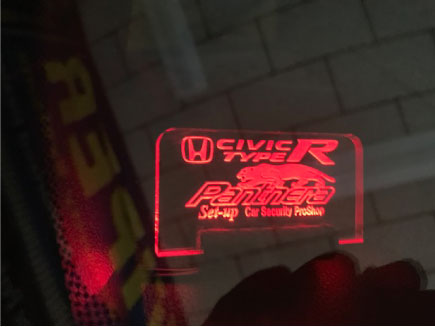 CIVIC
TYPE R
Panthera
Set-up Car Security ProShop